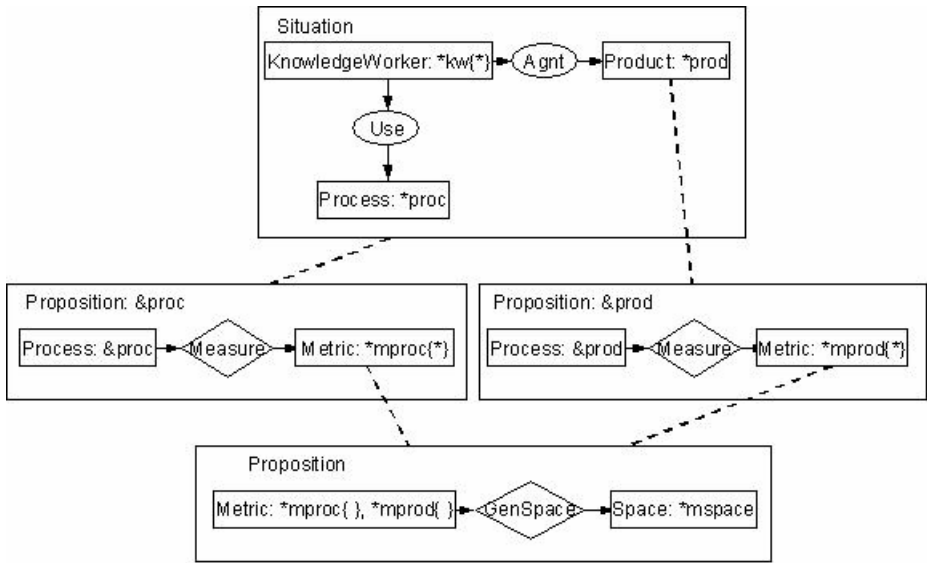 Situation
KnowledgeWorker: *kw{*}
Agnt
Product: *prod
Use
Process: *proc
Proposition: &proc
Process: &proc
Measure
Metric: *mproc{*}
Proposition: &prod
Process: &prod
Measure
Metric: *mprod{*}
Proposition
Metric: *mproc{ }, *mprod{ }
GenSpace
Space: *mspace